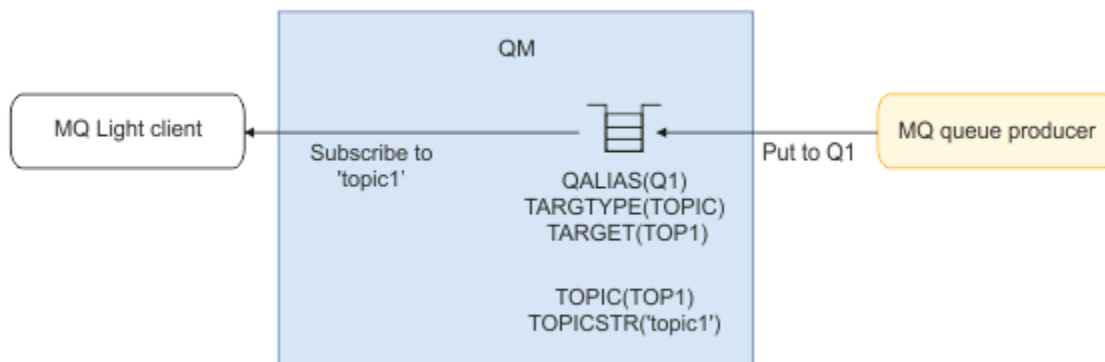 QM
MQ Light client
MQ queue producer
Subscribe to
'topic1'
Put to Q1
QALIAS(Q1)
TARGTYPE(TOPIC)
TARGET(TOP1)
TOPIC(TOP1)
TOPICSTR('topic1')